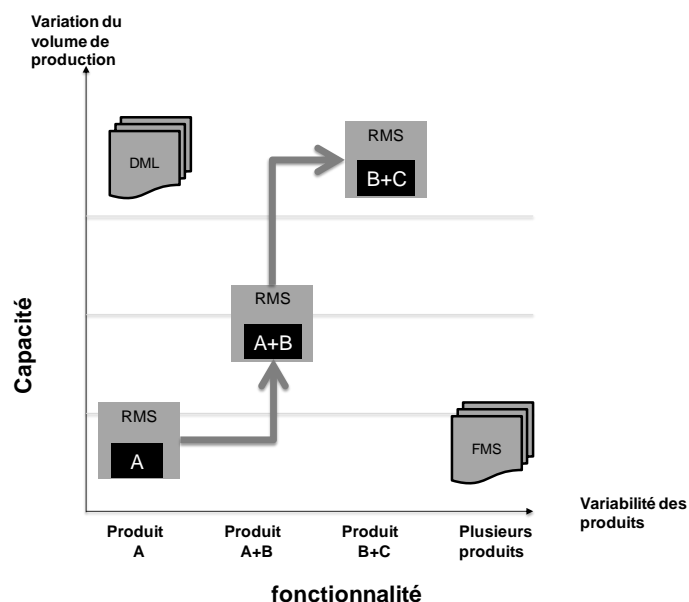 Variation du
volume de
production
DML
RMS
B+C
RMS
A+B
Capacité
RMS
A
FMS
Variabilité des
produits
Produit
A
Produit
A+B
Produit
B+C
Plusieurs
produits
fonctionnalité